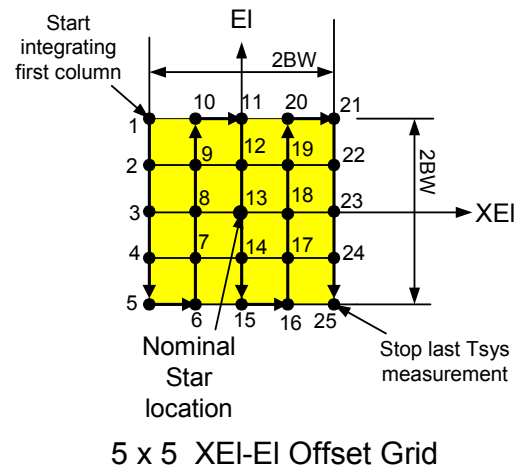 Start
integrating
first column
El
2BW
10 11 20 21
1
9 12 19
2 22
8 13 18 23
3
XEl
2BW
7 14 17 24
4
5 6 15 16 25
Nominal
Star
location
Stop last Tsys
measurement
5 x 5 XEl-El Offset Grid